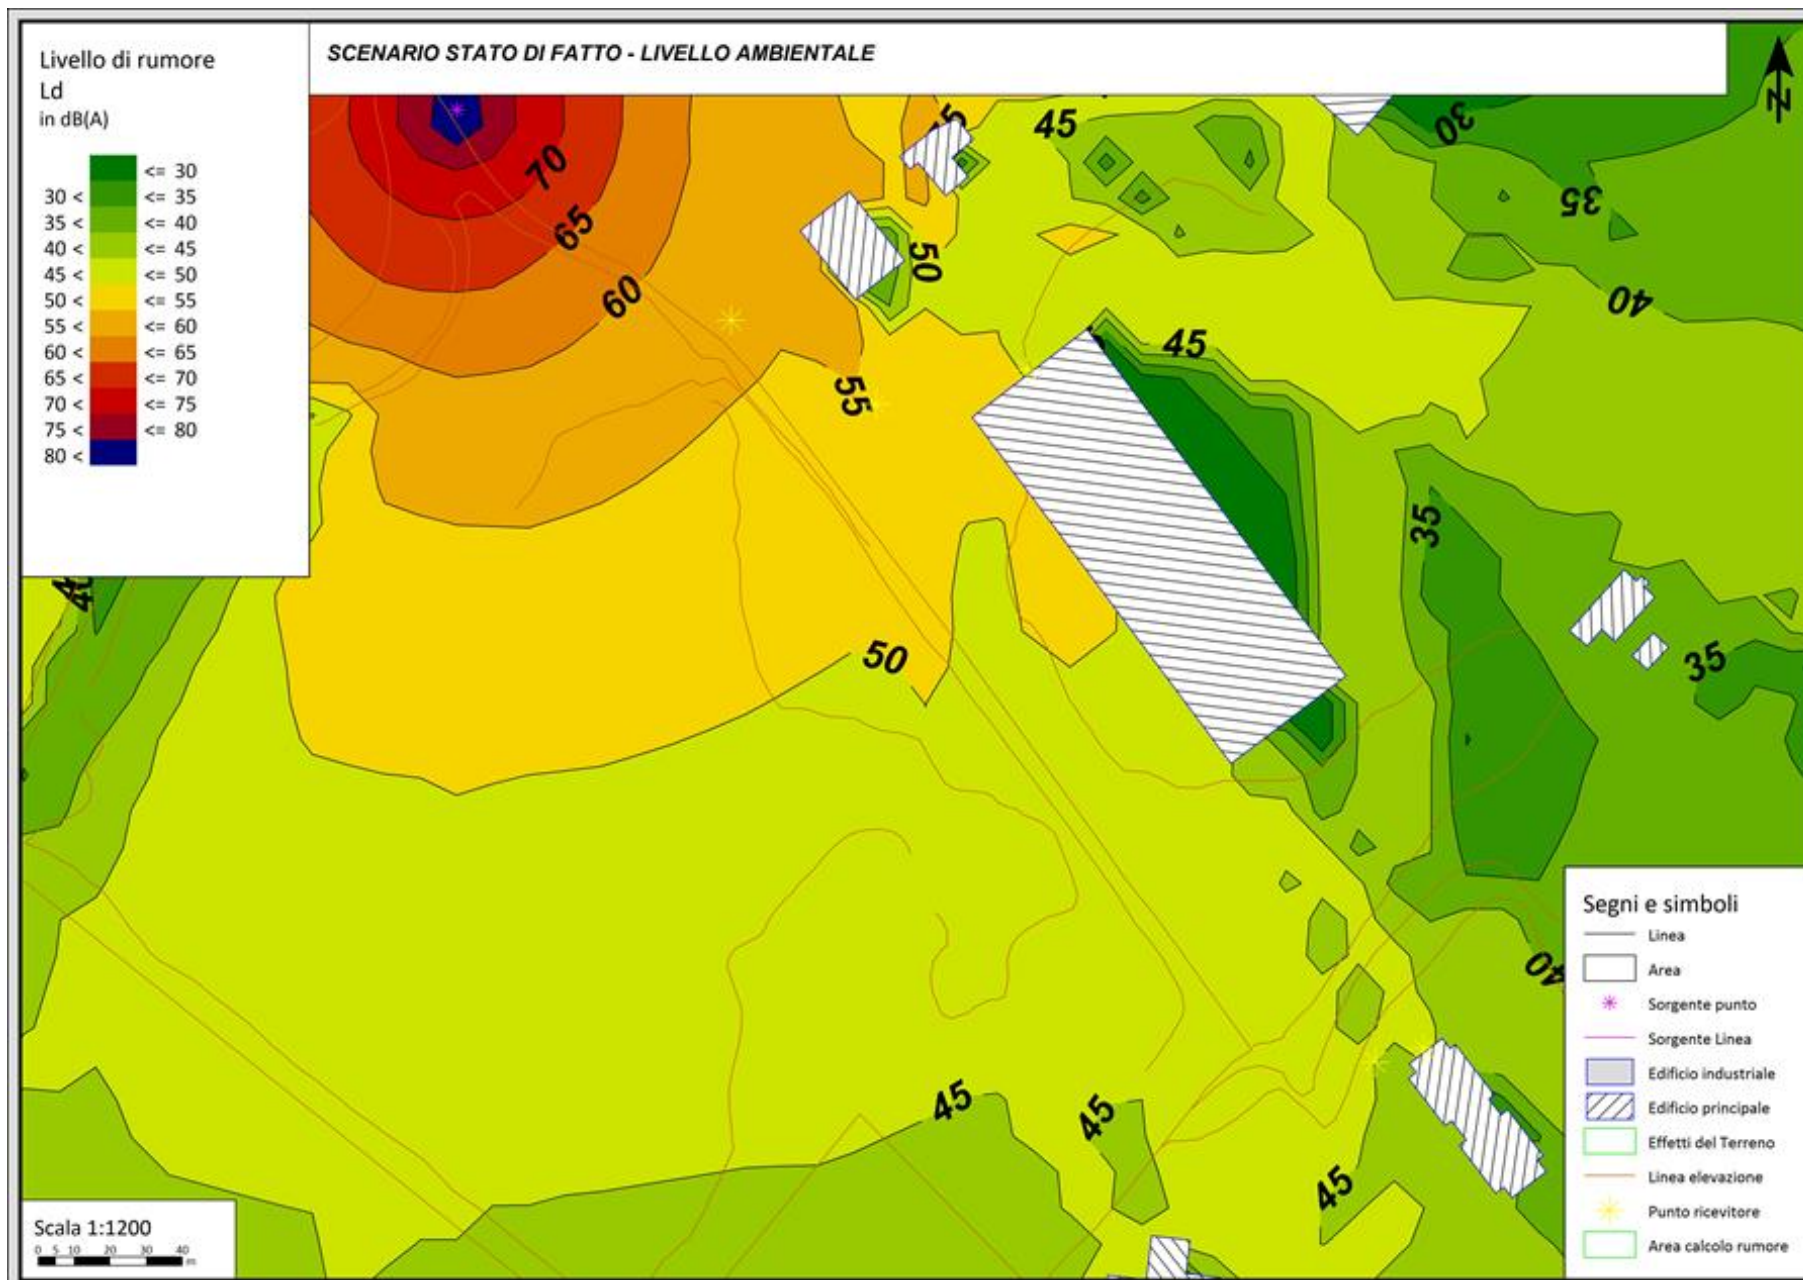 SCENARIO STATO DI FATTO - LIVELLO AMBIENTALE
Livello di rumore
Ld
in dB(A)
<= 30
30 < <= 35
35 < <= 40
40 < <= 45
45 < <= 50
50 < <= 55
55 < <= 60
60 < <= 65
65 < <= 70
70 < <= 75
75 < <= 80
80 <
N
70
65
60
45
30
35
50
40
45
55
35
35
50
40
45
45
45
Segni e simboli
Linea
Area
Sorgente punto
Sorgente Linea
Edificio industriale
Edificio principale
Effetti del Terreno
Linea elevazione
Punto ricevitore
Area calcolo rumore
Scala 1:1200
0 5 10 20 30 40
m